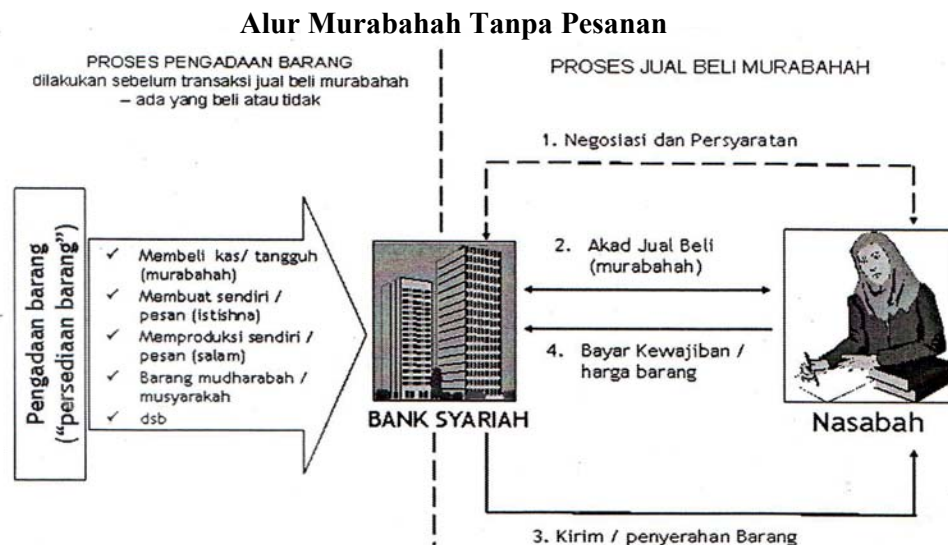 Alur Murabahah Tanpa Pesanan
PROSES PENGADAAN BARANG
dilakukan sebelum transaksi jual beli murabahah
– ada yang beli atau tidak
PROSES JUAL BELI MURABAHAH
1. Negosiasi dan Persyaratan
Pengadaan barang
("persediaan barang")
✓ Membeli kas/ tangguh
(murabahah)
✓ Membuat sendiri /
pesan (istishna)
✓ Memproduksi sendiri /
pesan (salam)
✓ Barang mudharabah /
musyarakah
✓ dsb
BANK SYARIAH
2. Akad Jual Beli
(murabahah)
4. Bayar Kewajiban /
harga barang
Nasabah
3. Kirim / penyerahan Barang